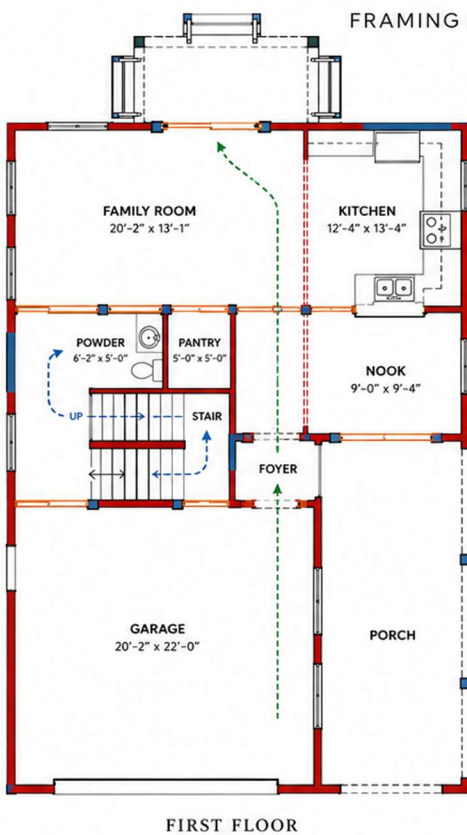 FRAMING
FAMILY ROOM
20'-2" x 13'-1"
KITCHEN
12'-4" x 13'-4"
POWDER
6'-2" x 5'-0"
PANTRY
5'-0" x 5'-0"
NOOK
9'-0" x 9'-4"
UP
STAIR
FOYER
GARAGE
20'-2" x 22'-0"
PORCH
FIRST FLOOR